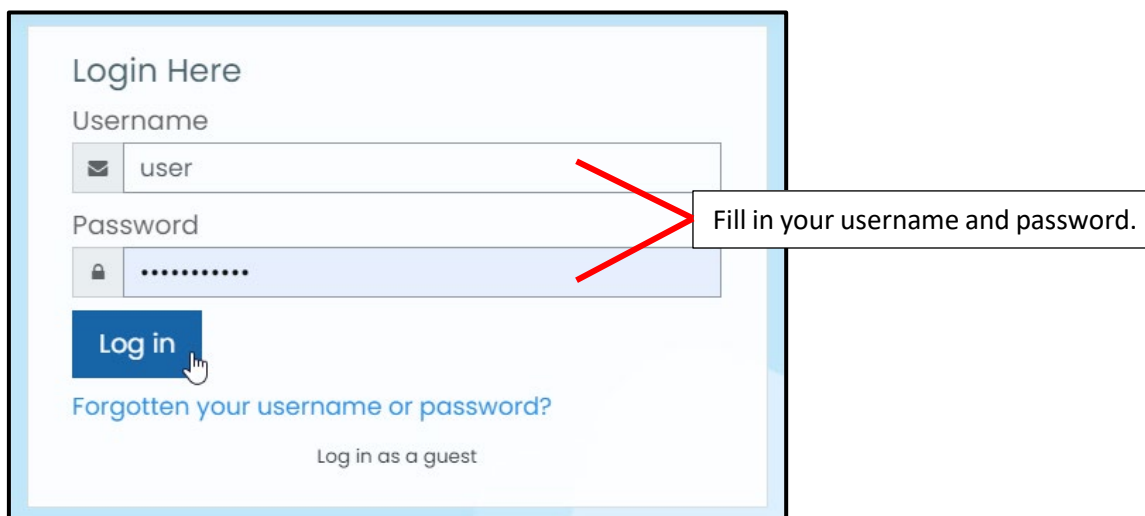 Login Here
Username
user
Password
•••••••••••
Fill in your username and password.
Log in
Forgotten your username or password?
Log in as a guest